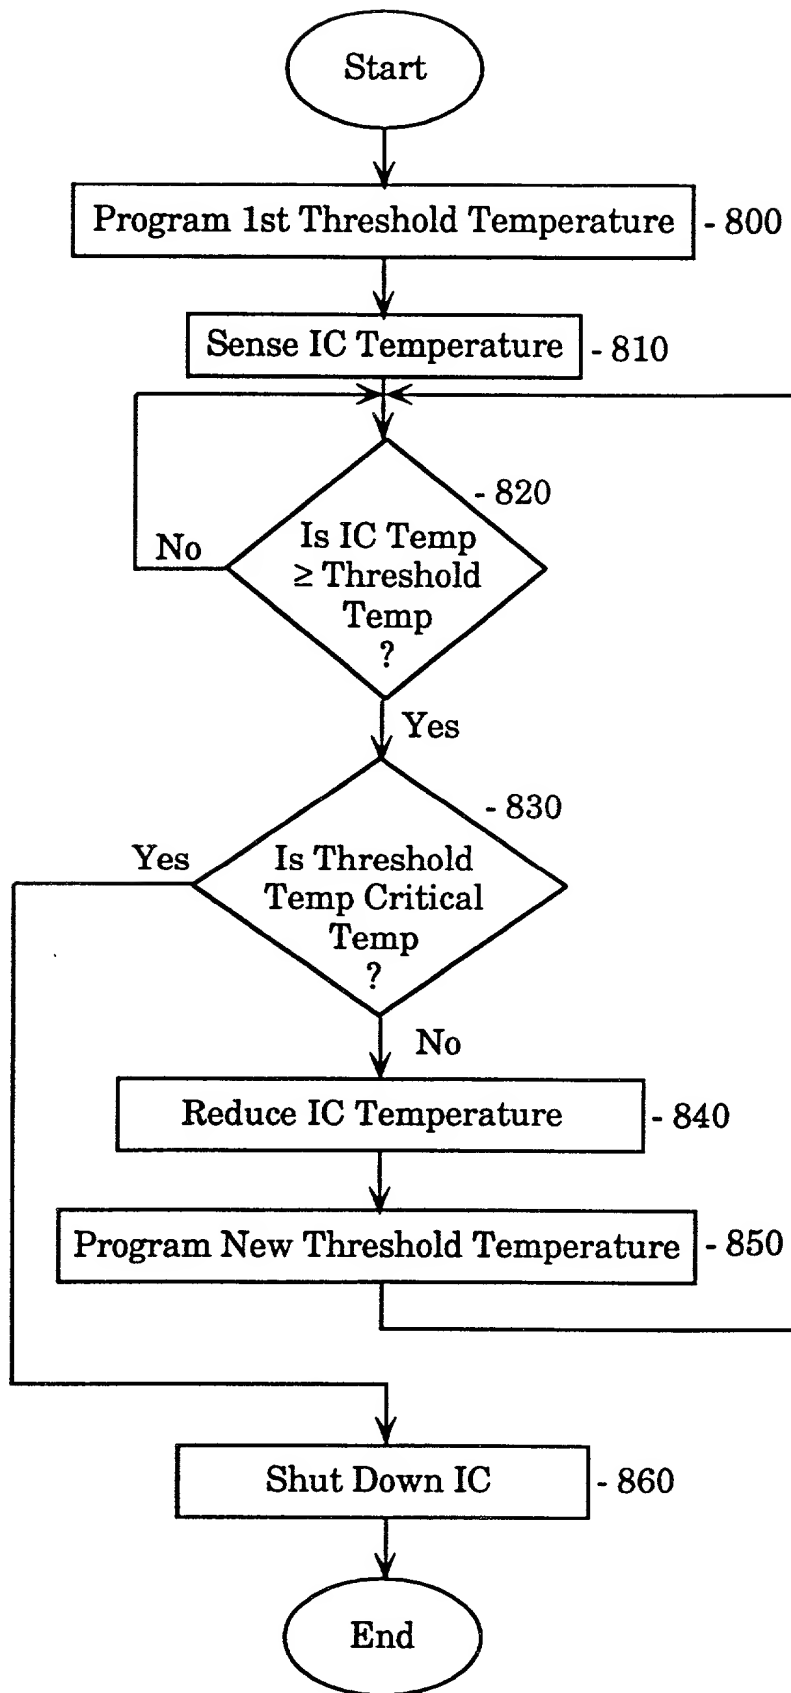 Start
Program 1st Threshold Temperature - 800
Sense IC Temperature - 810
- 820
Is IC Temp
≥ Threshold
Temp
?
No
Yes
- 830
Yes
Is Threshold
Temp Critical
Temp
?
No
Reduce IC Temperature - 840
Program New Threshold Temperature - 850
Shut Down IC - 860
End